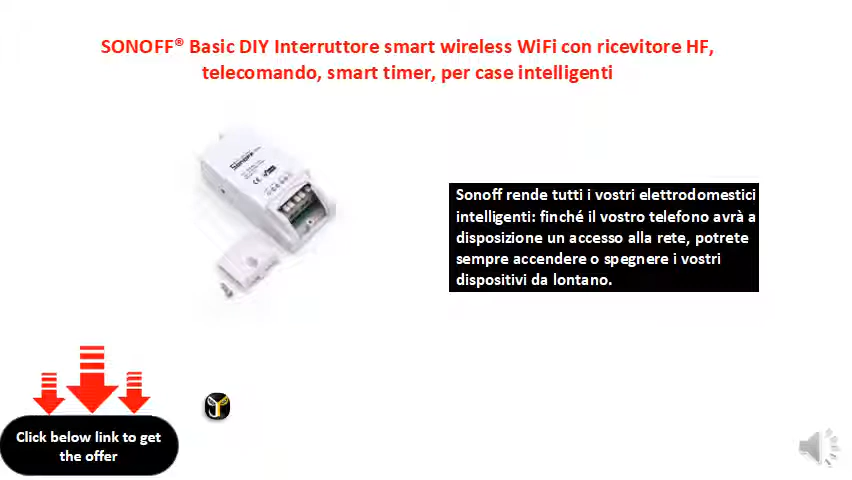 SONOFF® Basic DIY Interruttore smart wireless WiFi con ricevitore HF,
telecomando, smart timer, per case intelligenti
Sonoff rende tutti i vostri elettrodomestici
intelligenti: finché il vostro telefono avrà a
disposizione un accesso alla rete, potrete
sempre accendere o spegnere i vostri
dispositivi da lontano.
Click below link to get
the offer